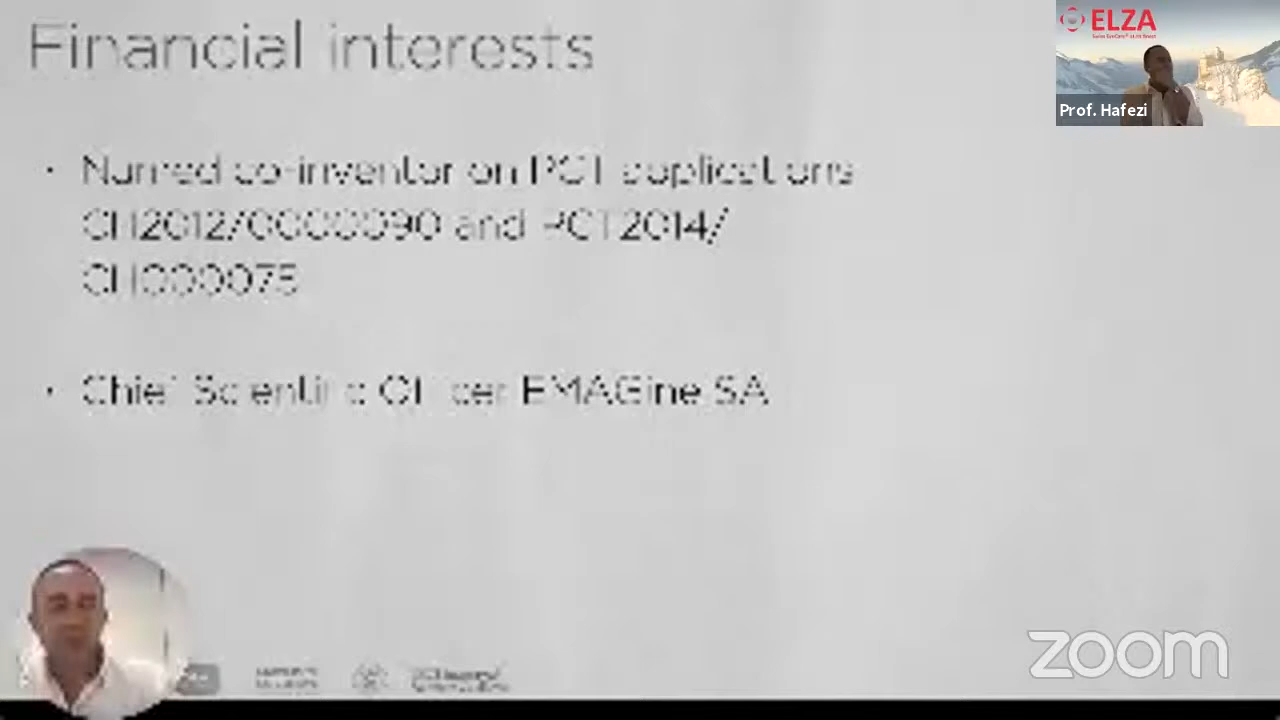 Financial interests
ELZA
Prof. Hafezi
• Named co-inventor on PCT applications
CH2012/0000090 and PCT2014/
CH000075
• Chief Scientific Officer EMAGine SA
zoom